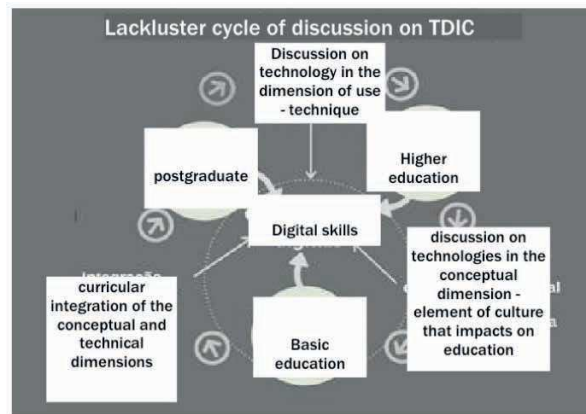 Lackluster cycle of discussion on TDIC
Discussion on
technology in the
dimension of use
- technique
postgraduate
Higher
education
Digital skills
curricular
integration of the
conceptual and
technical
dimensions
discussion on
technologies in the
conceptual
dimension -
element of culture
that impacts on
education
Basic
education